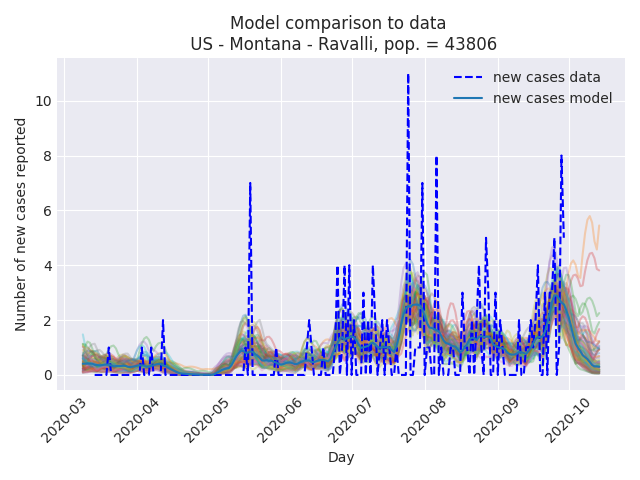 Model comparison to data
US - Montana - Ravalli, pop. = 43806
new cases data
new cases model
Number of new cases reported
10
8
6
4
2
0
2020-03
2020-04
2020-05
2020-06
2020-07
2020-08
2020-09
2020-10
Day